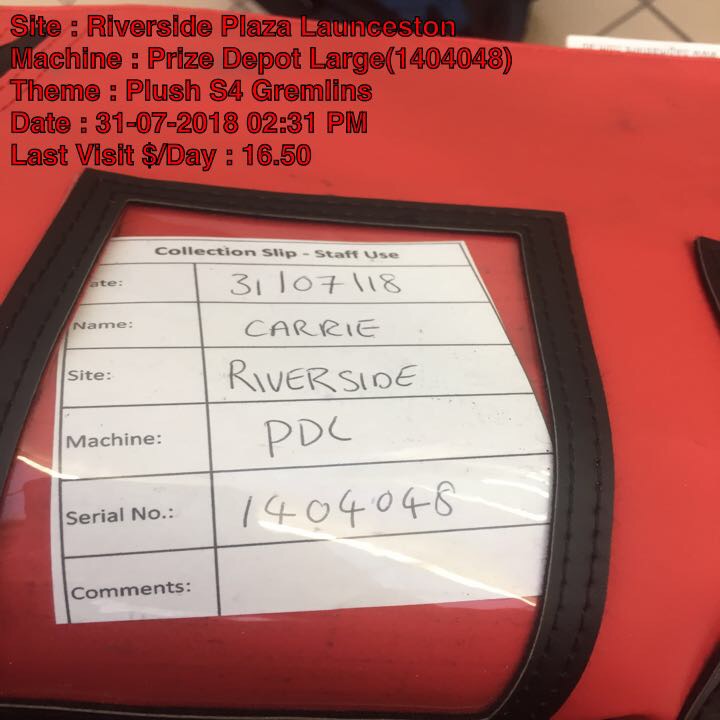 Site : Riverside Plaza Launceston
Machine : Prize Depot Large(1404048)
Theme : Plush S4 Gremlins
Date : 31-07-2018 02:31 PM
Last Visit $/Day : 16.50
Collection Slip - Staff Use
ate: 31/07/18
Name: CARRIE
Site: RIVERSIDE
Machine: PDL
Serial No.: 1404048
Comments: